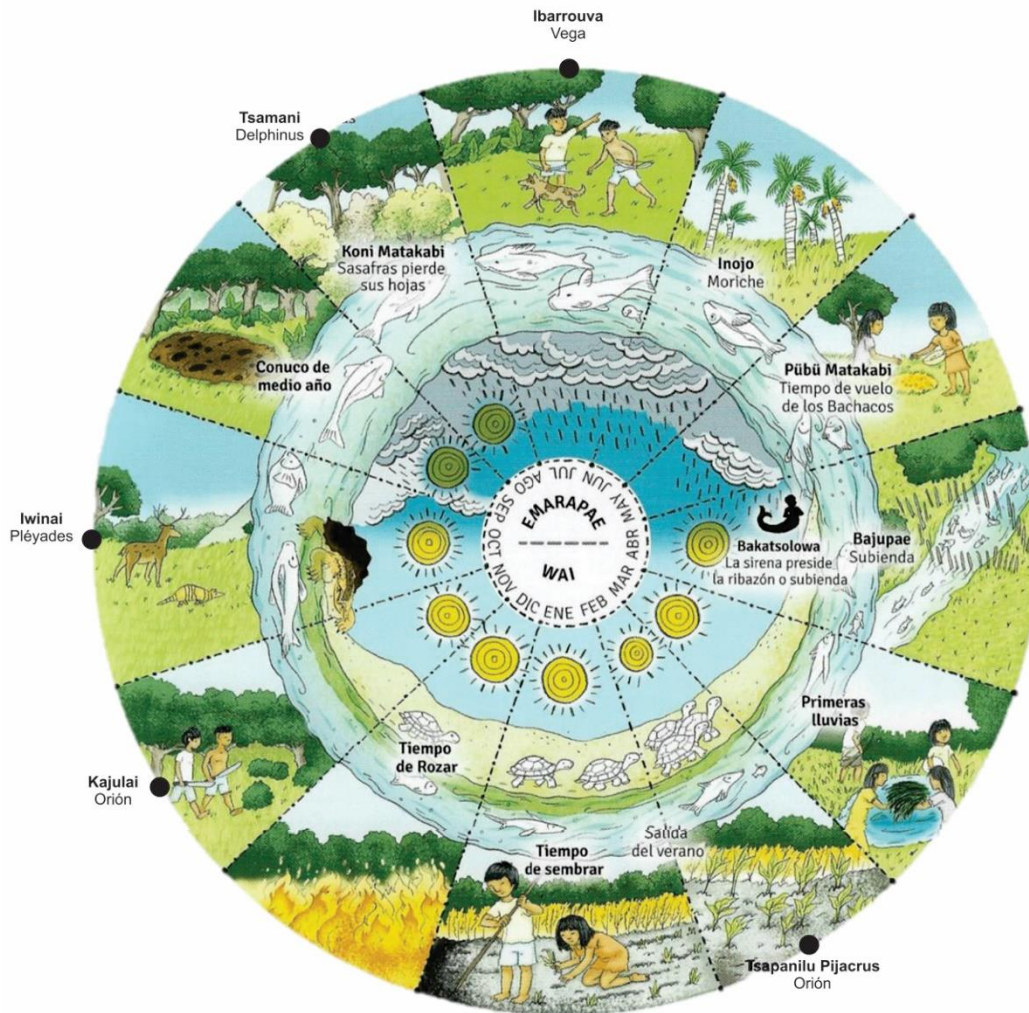 Ibarrouva
Vega
Tsamani
Delphinus
Koni Matakabi
Sasafras pierde
sus hojas
Inojo
Moriche
Conuco de
medio año
Pübü Matakabi
Tiempo de vuelo
de los Bachacos
Iwinai
Pléyades
EMARAPAE
WAI
ENE FEB MAR ABR MAY JUN JUL AGO SEP OCT NOV DIC
Bakatsolowa
La sirena preside
la ribazón o subienda
Bajupae
Subienda
Primeras
lluvias
Tiempo
de Rozar
Kajulai
Orión
Salida
del verano
Tiempo
de sembrar
Tsapanilu Pijacrus
Orión